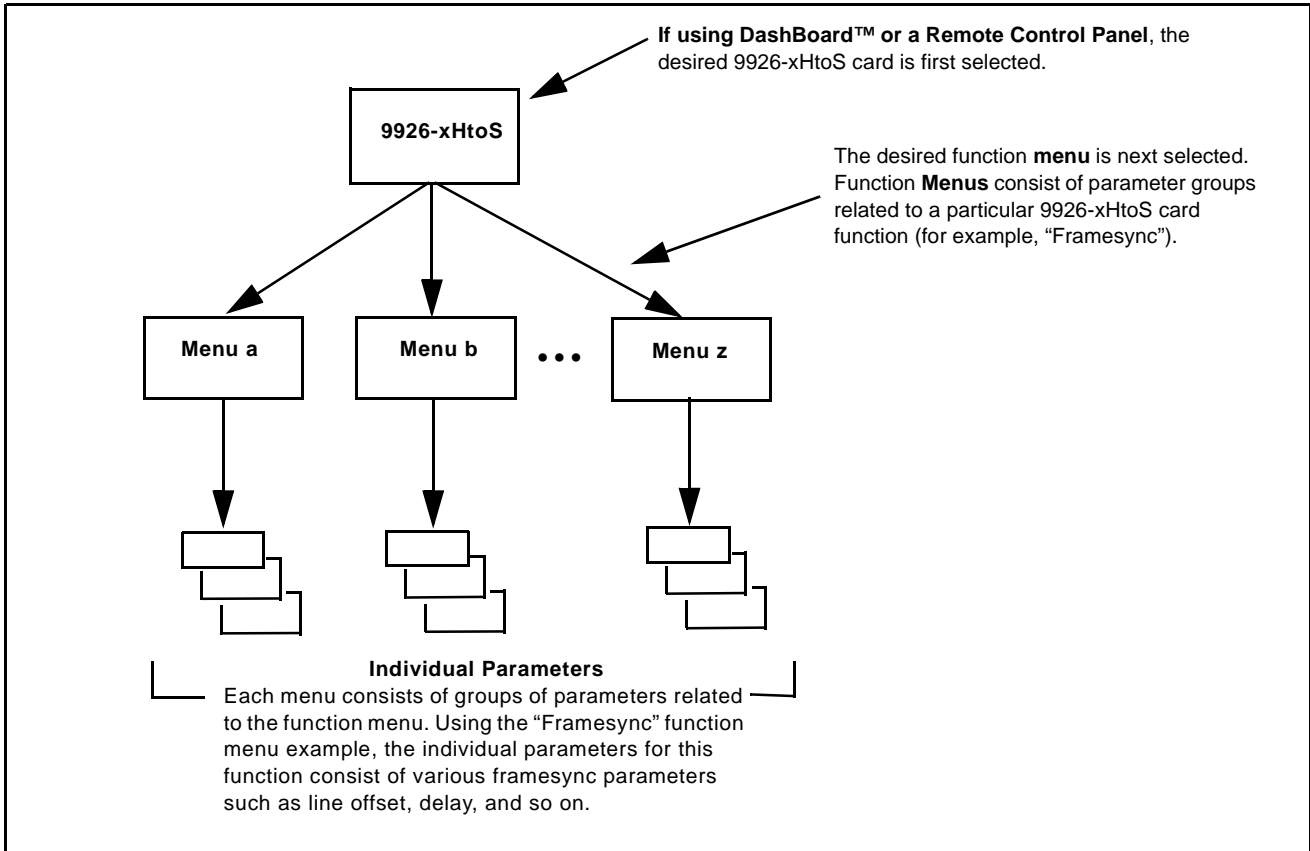 If using DashBoard™ or a Remote Control Panel, the
desired 9926-xHtoS card is first selected.
9926-xHtoS
The desired function menu is next selected.
Function Menus consist of parameter groups
related to a particular 9926-xHtoS card
function (for example, “Framesync”).
Menu a
Menu b
•••
Menu z
Individual Parameters
Each menu consists of groups of parameters related
to the function menu. Using the “Framesync” function
menu example, the individual parameters for this
function consist of various framesync parameters
such as line offset, delay, and so on.